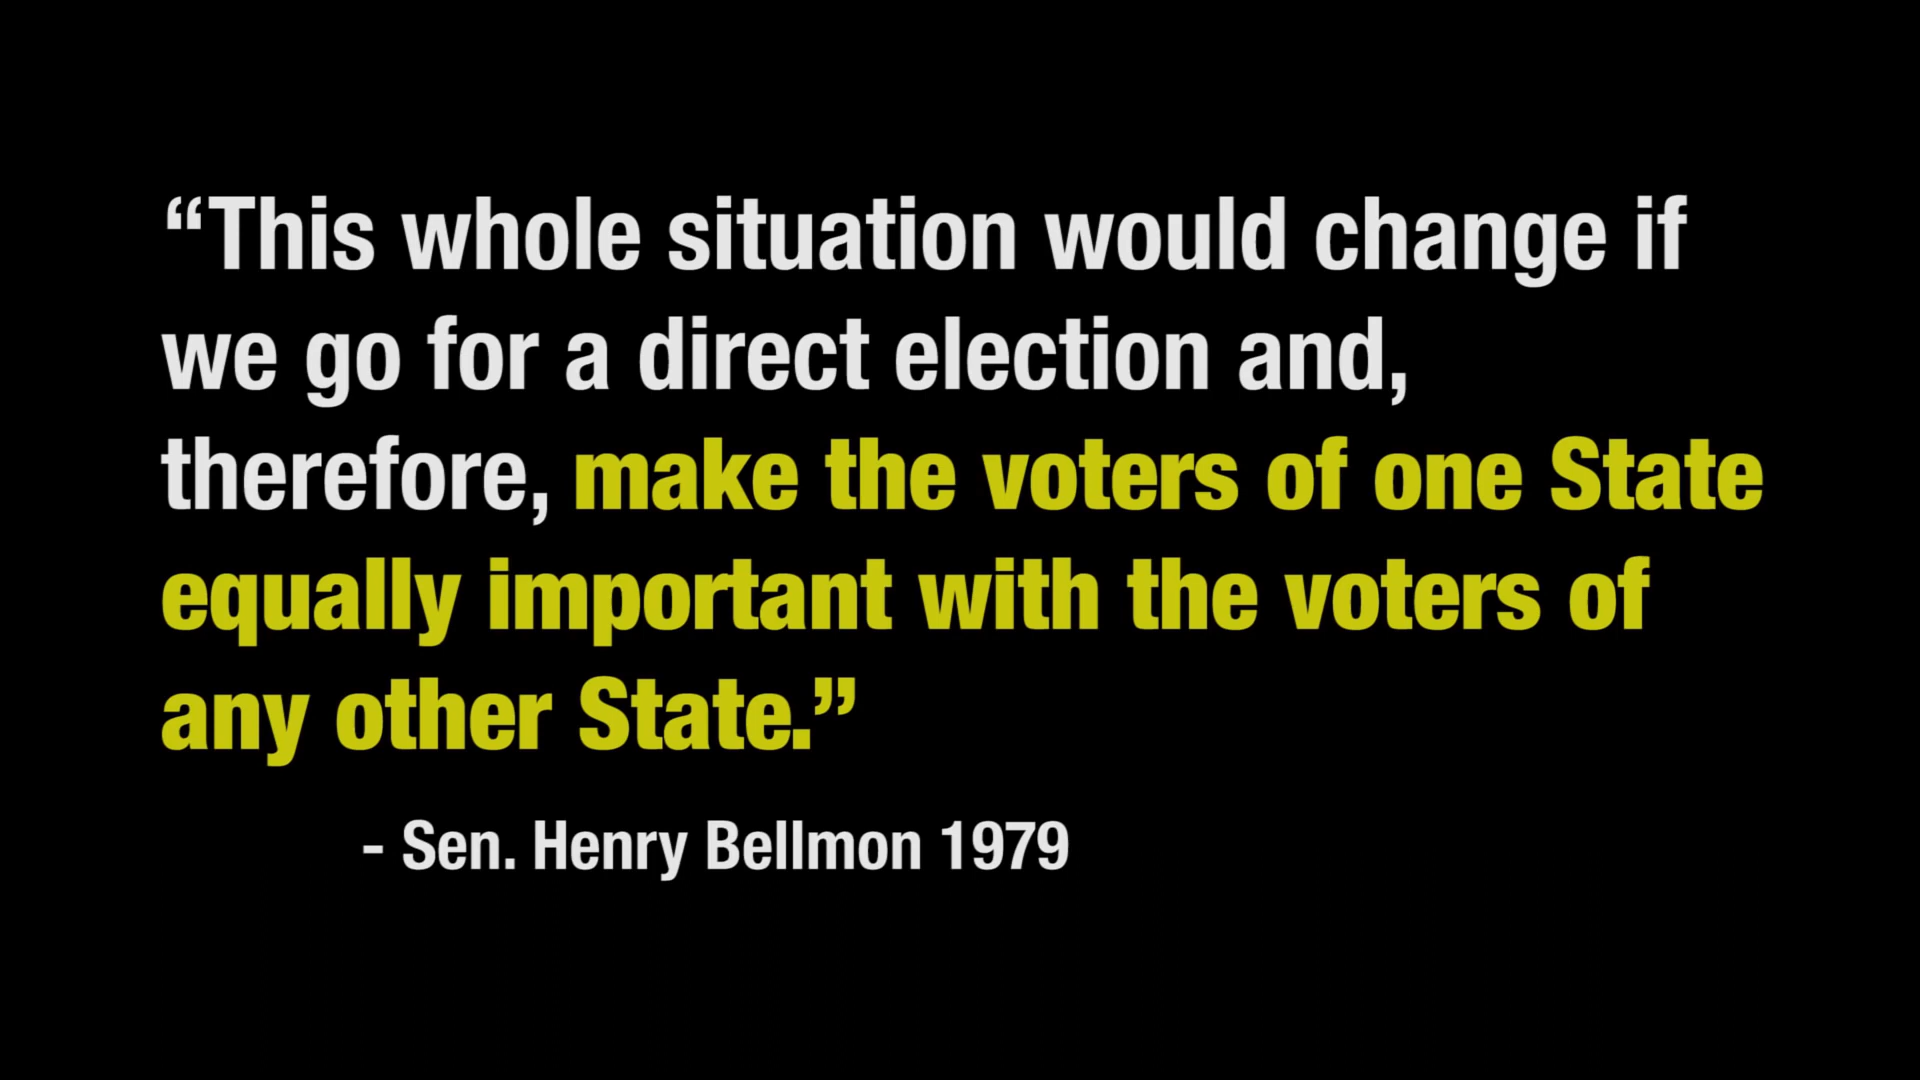 “This whole situation would change if
we go for a direct election and,
therefore, make the voters of one State
equally important with the voters of
any other State.”
- Sen. Henry Bellmon 1979